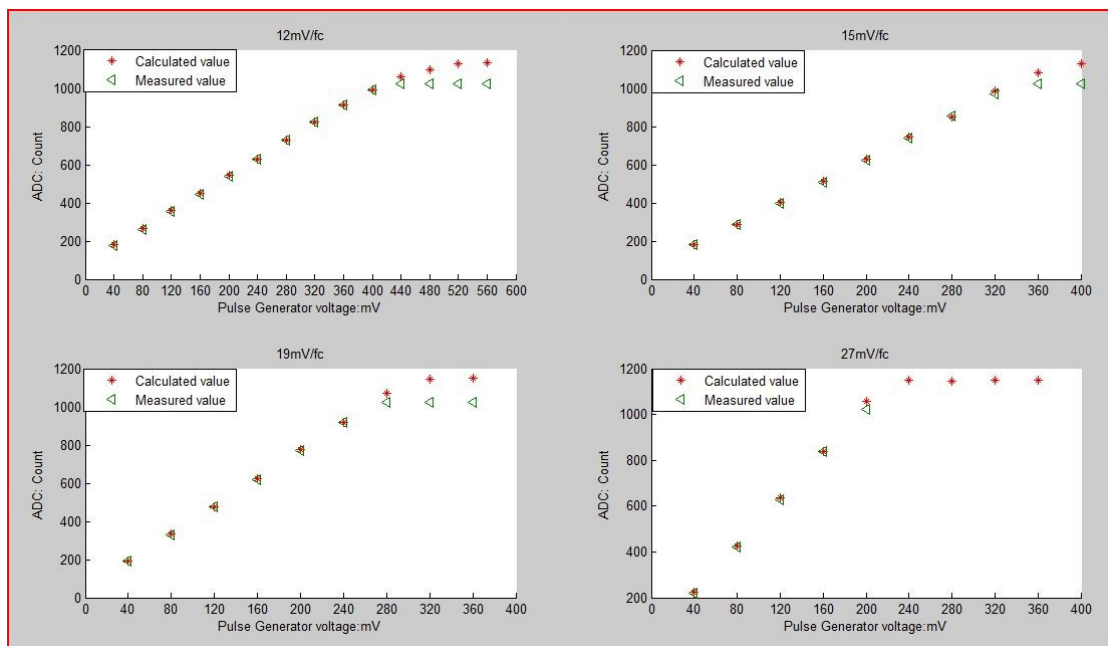 12mV/fc
Calculated value
Measured value
ADC: Count
1200
1000
800
600
400
200
0
0 40 80 120 160 200 240 280 320 360 400 440 480 520 560 600
Pulse Generator voltage:mV
15mV/fc
Calculated value
Measured value
ADC: Count
1200
1000
800
600
400
200
0
0 40 80 120 160 200 240 280 320 360 400
Pulse Generator voltage:mV
19mV/fc
Calculated value
Measured value
ADC: Count
1200
1000
800
600
400
200
0
0 40 80 120 160 200 240 280 320 360 400
Pulse Generator voltage:mV
27mV/fc
Calculated value
Measured value
ADC: Count
1200
1000
800
600
400
200
0 40 80 120 160 200 240 280 320 360 400
Pulse Generator voltage:mV